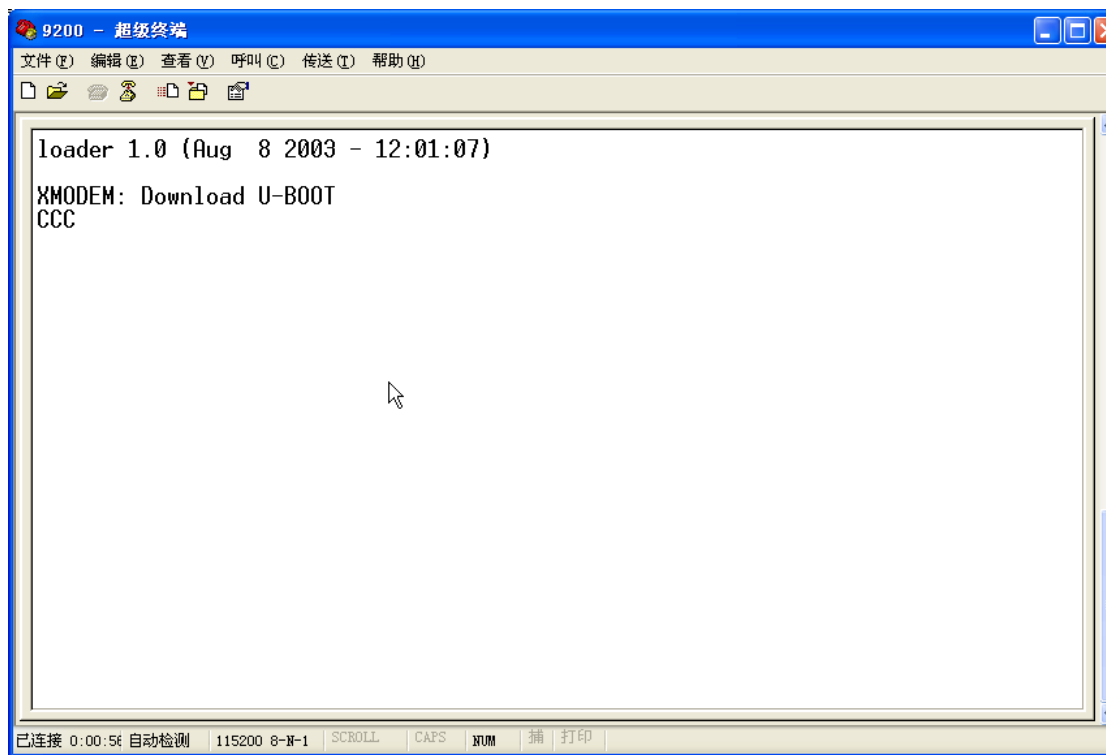 9200 - 超级终端
文件(F) 编辑(E) 查看(V) 呼叫(C) 传送(T) 帮助(H)
loader 1.0 (Aug  8 2003 - 12:01:07)
XMODEM: Download U-BOOT
CCC
已连接 0:00:56 自动检测 115200 8-N-1 SCROLL CAPS NUM 捕 打印